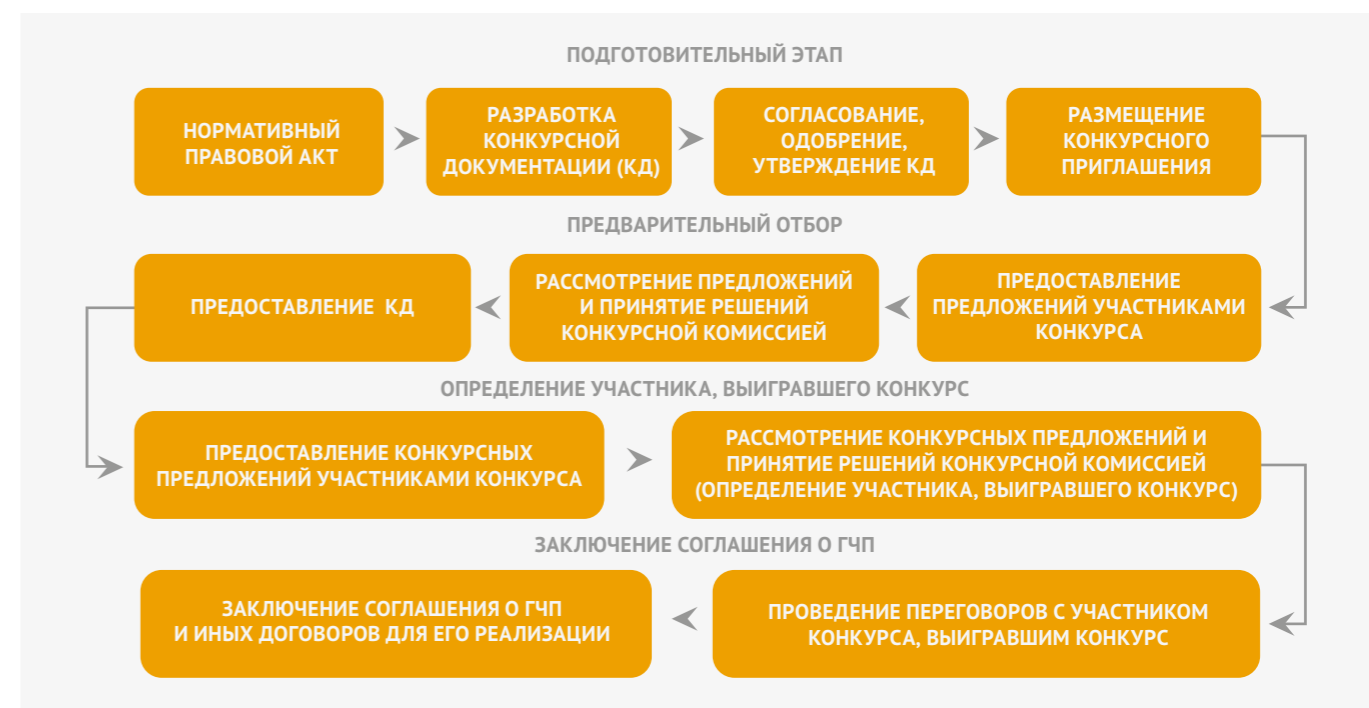 ПОДГОТОВИТЕЛЬНЫЙ ЭТАП
НОРМАТИВНЫЙ
ПРАВОВОЙ АКТ
РАЗРАБОТКА
КОНКУРСНОЙ
ДОКУМЕНТАЦИИ (КД)
СОГЛАСОВАНИЕ,
ОДОБРЕНИЕ,
УТВЕРЖДЕНИЕ КД
РАЗМЕЩЕНИЕ
КОНКУРСНОГО
ПРИГЛАШЕНИЯ
ПРЕДВАРИТЕЛЬНЫЙ ОТБОР
ПРЕДОСТАВЛЕНИЕ
ПРЕДЛОЖЕНИЙ УЧАСТНИКАМИ
КОНКУРСА
РАССМОТРЕНИЕ ПРЕДЛОЖЕНИЙ
И ПРИНЯТИЕ РЕШЕНИЙ
КОНКУРСНОЙ КОМИССИЕЙ
ПРЕДОСТАВЛЕНИЕ КД
ОПРЕДЕЛЕНИЕ УЧАСТНИКА, ВЫИГРАВШЕГО КОНКУРС
ПРЕДОСТАВЛЕНИЕ КОНКУРСНЫХ
ПРЕДЛОЖЕНИЙ УЧАСТНИКАМИ КОНКУРСА
РАССМОТРЕНИЕ КОНКУРСНЫХ ПРЕДЛОЖЕНИЙ И
ПРИНЯТИЕ РЕШЕНИЙ КОНКУРСНОЙ КОМИССИЕЙ
(ОПРЕДЕЛЕНИЕ УЧАСТНИКА, ВЫИГРАВШЕГО КОНКУРС)
ЗАКЛЮЧЕНИЕ СОГЛАШЕНИЯ О ГЧП
ПРОВЕДЕНИЕ ПЕРЕГОВОРОВ С УЧАСТНИКОМ
КОНКУРСА, ВЫИГРАВШИМ КОНКУРС
ЗАКЛЮЧЕНИЕ СОГЛАШЕНИЯ О ГЧП
И ИНЫХ ДОГОВОРОВ ДЛЯ ЕГО РЕАЛИЗАЦИИ